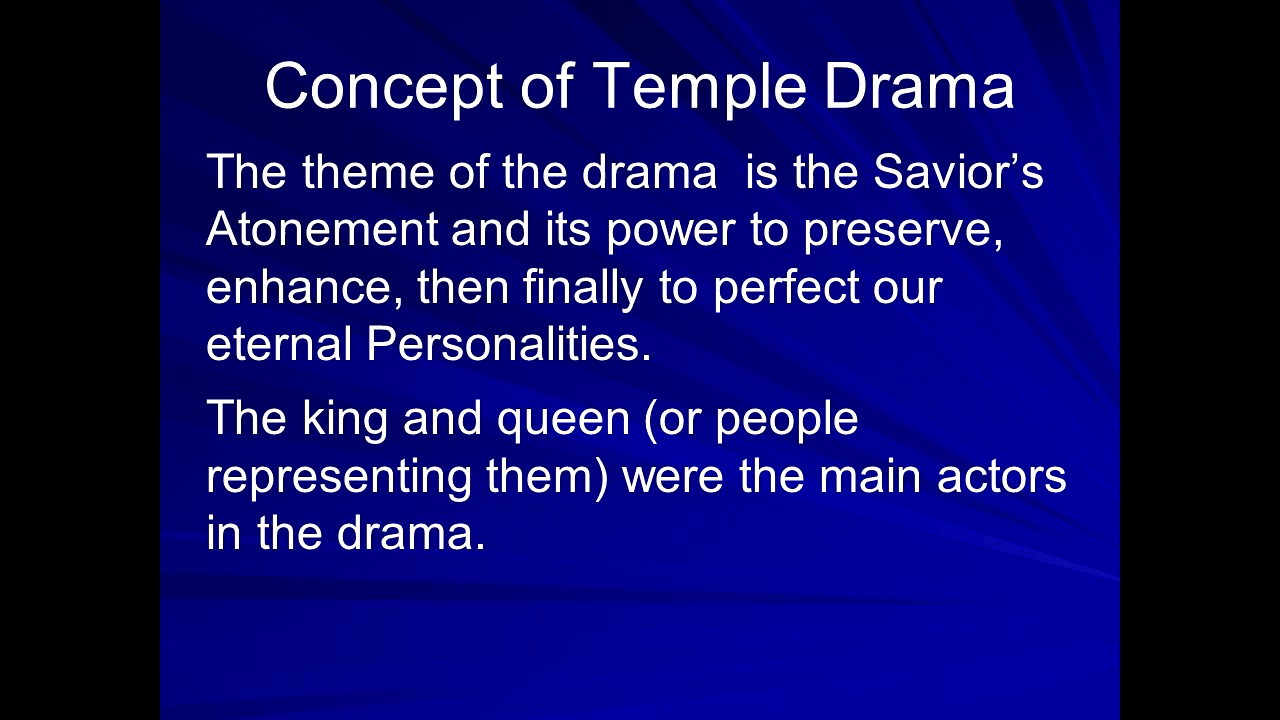 Concept of Temple Drama
The theme of the drama  is the Savior’s
Atonement and its power to preserve,
enhance, then finally to perfect our
eternal Personalities.
The king and queen (or people
representing them) were the main actors
in the drama.